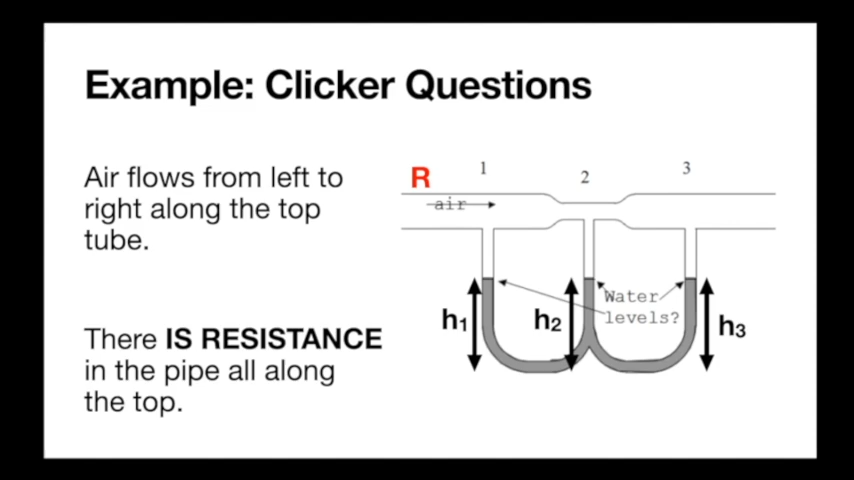 Example: Clicker Questions
Air flows from left to
right along the top
tube.
There IS RESISTANCE
in the pipe all along
the top.
R
1
2
3
air
h1
h2
Water
levels?
h3